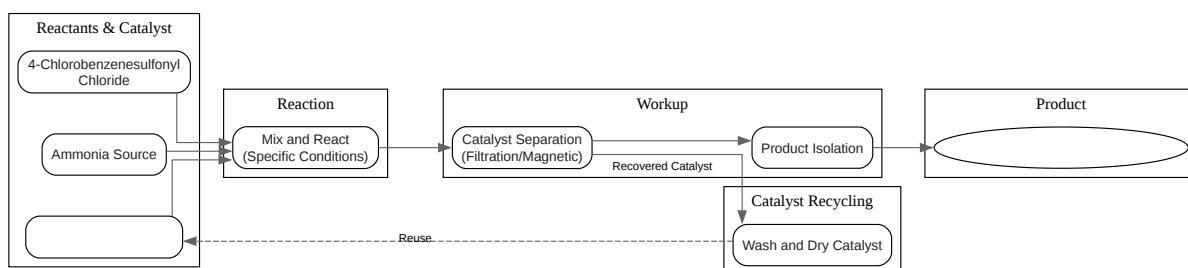 Reactants & Catalyst
4-Chlorobenzenesulfonyl
Chloride
Ammonia Source
Reaction
Mix and React
(Specific Conditions)
Workup
Catalyst Separation
(Filtration/Magnetic)
Recovered Catalyst
Product Isolation
Product
Catalyst Recycling
Wash and Dry Catalyst
Reuse